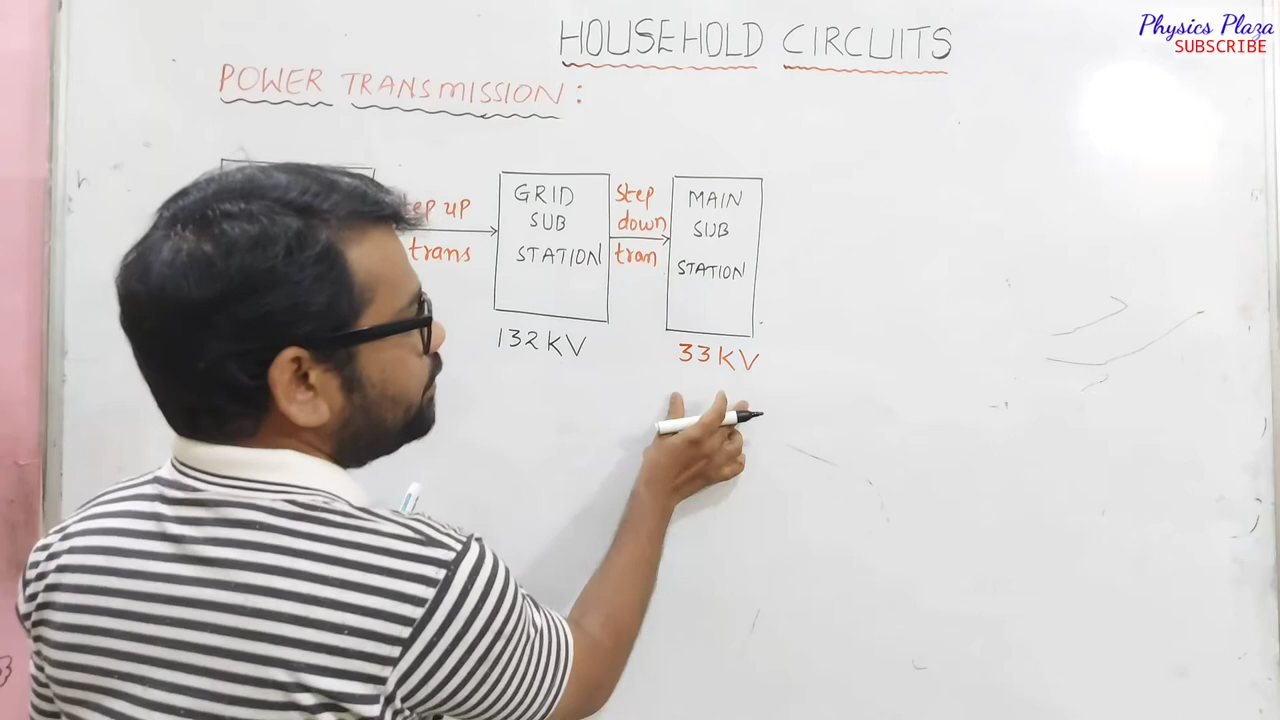 HOUSEHOLD CIRCUITS
Physics Plaza
SUBSCRIBE
POWER TRANSMISSION:
up
trans
GRID
SUB
STATION
132KV
step
down
tran
MAIN
SUB
STATION
33KV